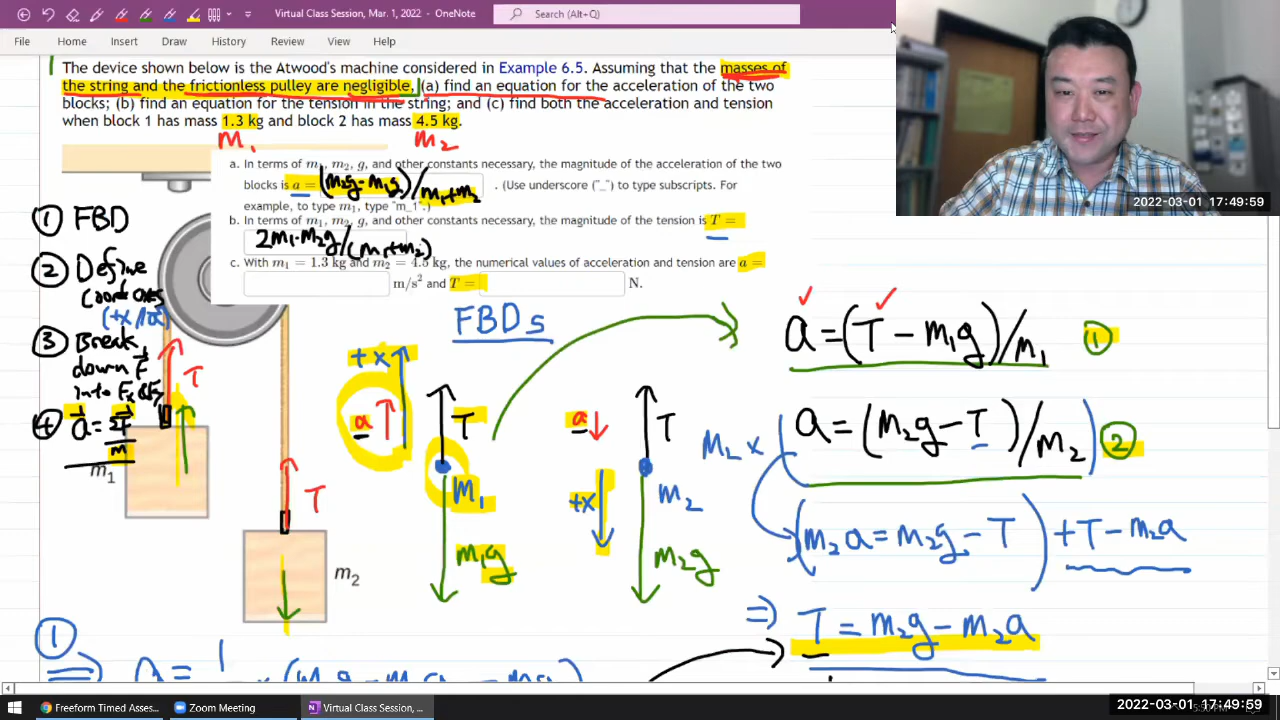 Virtual Class Session, Mar. 1, 2022 - OneNote
Search (Alt+Q)
File Home Insert Draw History Review View Help
The device shown below is the Atwood's machine considered in Example 6.5. Assuming that the masses of
the string and the frictionless pulley are negligible, (a) find an equation for the acceleration of the two
blocks; (b) find an equation for the tension in the string; and (c) find both the acceleration and tension
when block 1 has mass 1.3 kg and block 2 has mass 4.5 kg.
M₁ M₂
a. In terms of m₁, m₂, g, and other constants necessary, the magnitude of the acceleration of the two
blocks is a = (m₂g-m₁g)/(m₁+m₂) . (Use underscore ("_") to type subscripts. For
example, to type m₁, type "m_1".)
b. In terms of m₁, m₂, g, and other constants necessary, the magnitude of the tension is T =
2m₁·m₂g/(m₁+m₂)
c. With m₁ = 1.3 kg and m₂ = 4.5 kg, the numerical values of acceleration and tension are a =
m/s² and T = N.
① FBD
② Define
Coord axes
③ Break
down F⃗
into Fx &
④ a⃗ = ΣF⃗/m
T
m₁
T
m₂
FBDs
+x
a
T
M₁
m₁g
a
T
+x
m₂
m₂g
a = (T - m₁g)/m₁ ①
m₂ × (a = (m₂g - T)/m₂) ②
(m₂a = m₂g - T) + T - m₂a
⇒ T = m₂g - m₂a
①
⇒ a =
2022-03-01 17:49:59
Freeform Timed Asses...
Zoom Meeting
Virtual Class Session,...
2022-03-01 17:49:59